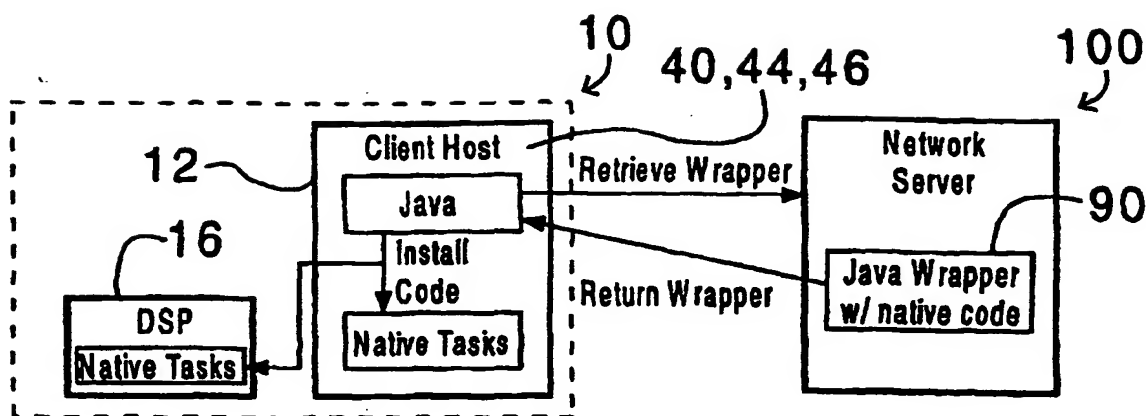 10
100
40,44,46
12
Client Host
Network
Server
Retrieve Wrapper
Java
90
16
Install
Code
Java Wrapper
w/ native code
Return Wrapper
DSP
Native Tasks
Native Tasks